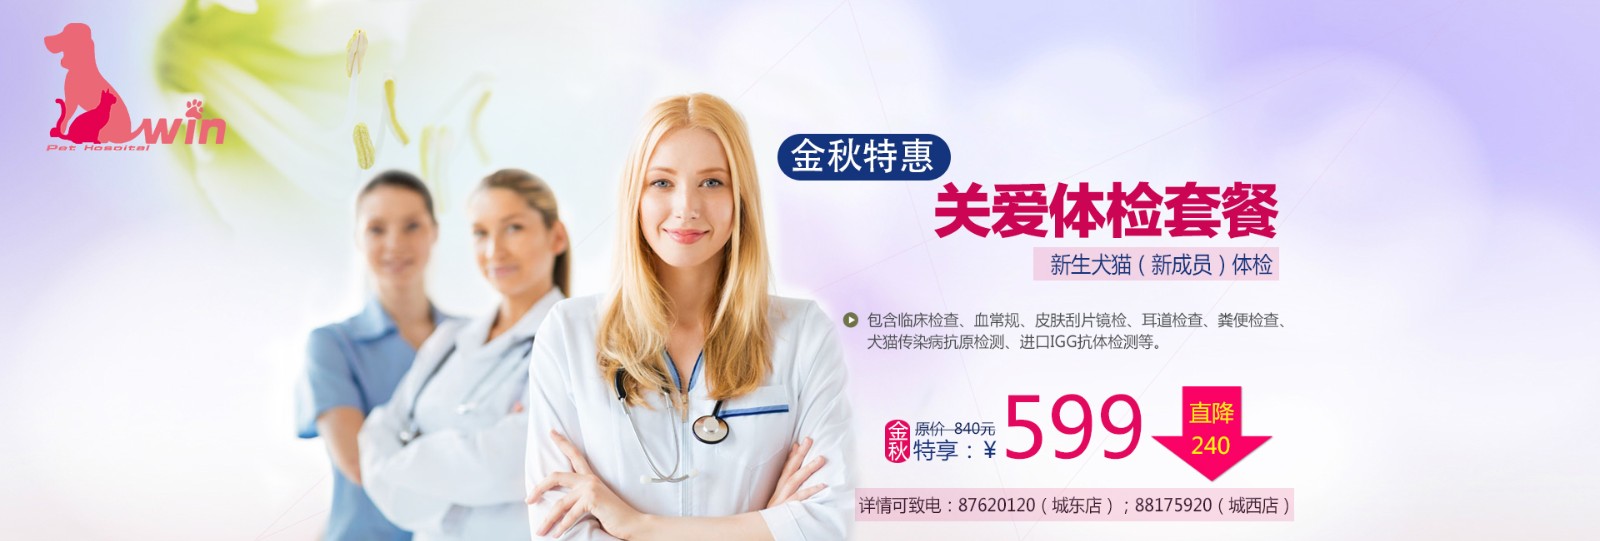 win
Pet Hospital
金秋特惠
关爱体检套餐
新生犬猫（新成员）体检
包含临床检查、血常规、皮肤刮片镜检、耳道检查、粪便检查、
犬猫传染病抗原检测、进口IGG抗体检测等。
金秋
原价 840元
特享：¥ 599
直降
240
详情可致电：87620120（城东店）；88175920（城西店）